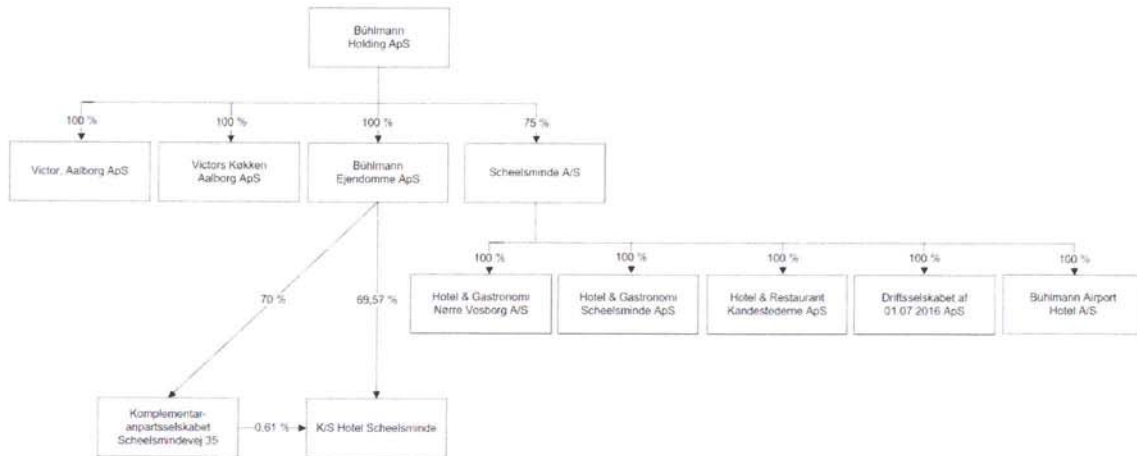 Bühlmann
Holding ApS
100 %
100 %
100 %
75 %
Victor, Aalborg ApS
Victors Køkken
Aalborg ApS
Bühlmann
Ejendomme ApS
Scheelsminde A/S
100 %
100 %
100 %
100 %
100 %
70 %
69,57 %
Hotel & Gastronomi
Nørre Vosborg A/S
Hotel & Gastronomi
Scheelsminde ApS
Hotel & Restaurant
Kandestederne ApS
Driftsselskabet af
01.07 2016 ApS
Bühlmann Airport
Hotel A/S
Komplementar-
anpartsselskabet
Scheelsmindevej 35
0.61 %
K/S Hotel Scheelsminde